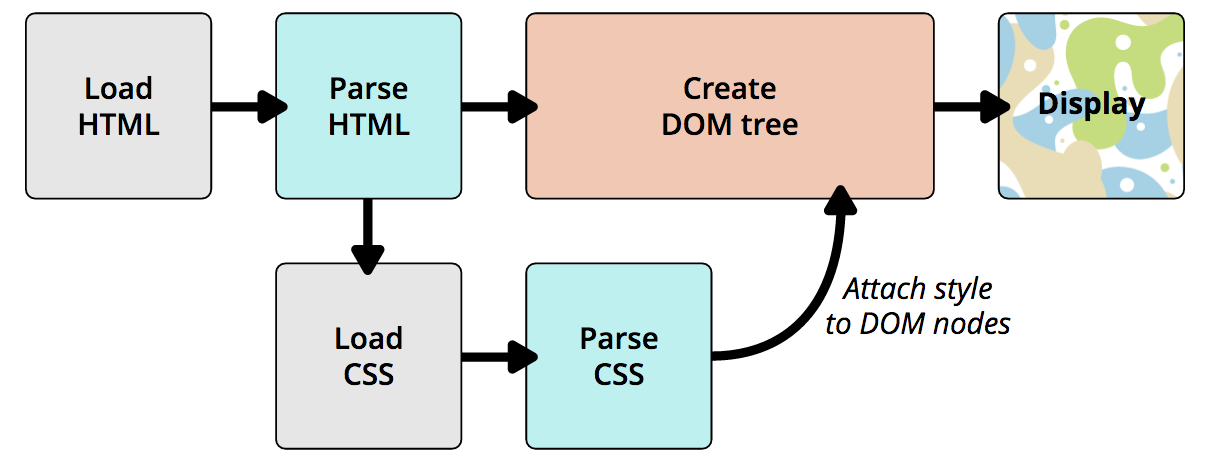 Load
HTML
Parse
HTML
Create
DOM tree
Display
Load
CSS
Parse
CSS
Attach style
to DOM nodes